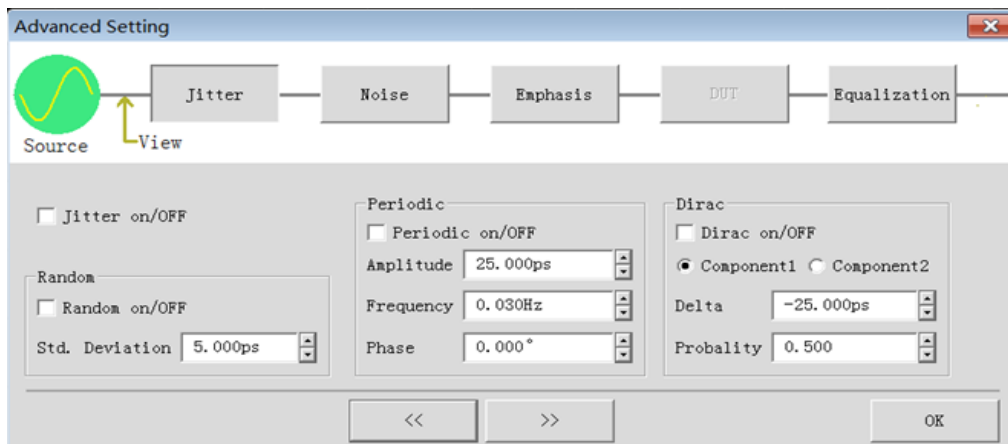 Advanced Setting
Jitter
Noise
Emphasis
DUT
Equalization
Source
View
Jitter on/OFF
Random
Random on/OFF
Std. Deviation 5.000ps
Periodic
Periodic on/OFF
Amplitude 25.000ps
Frequency 0.030Hz
Phase 0.000°
Dirac
Dirac on/OFF
Component1 Component2
Delta -25.000ps
Probality 0.500
<< >>
OK